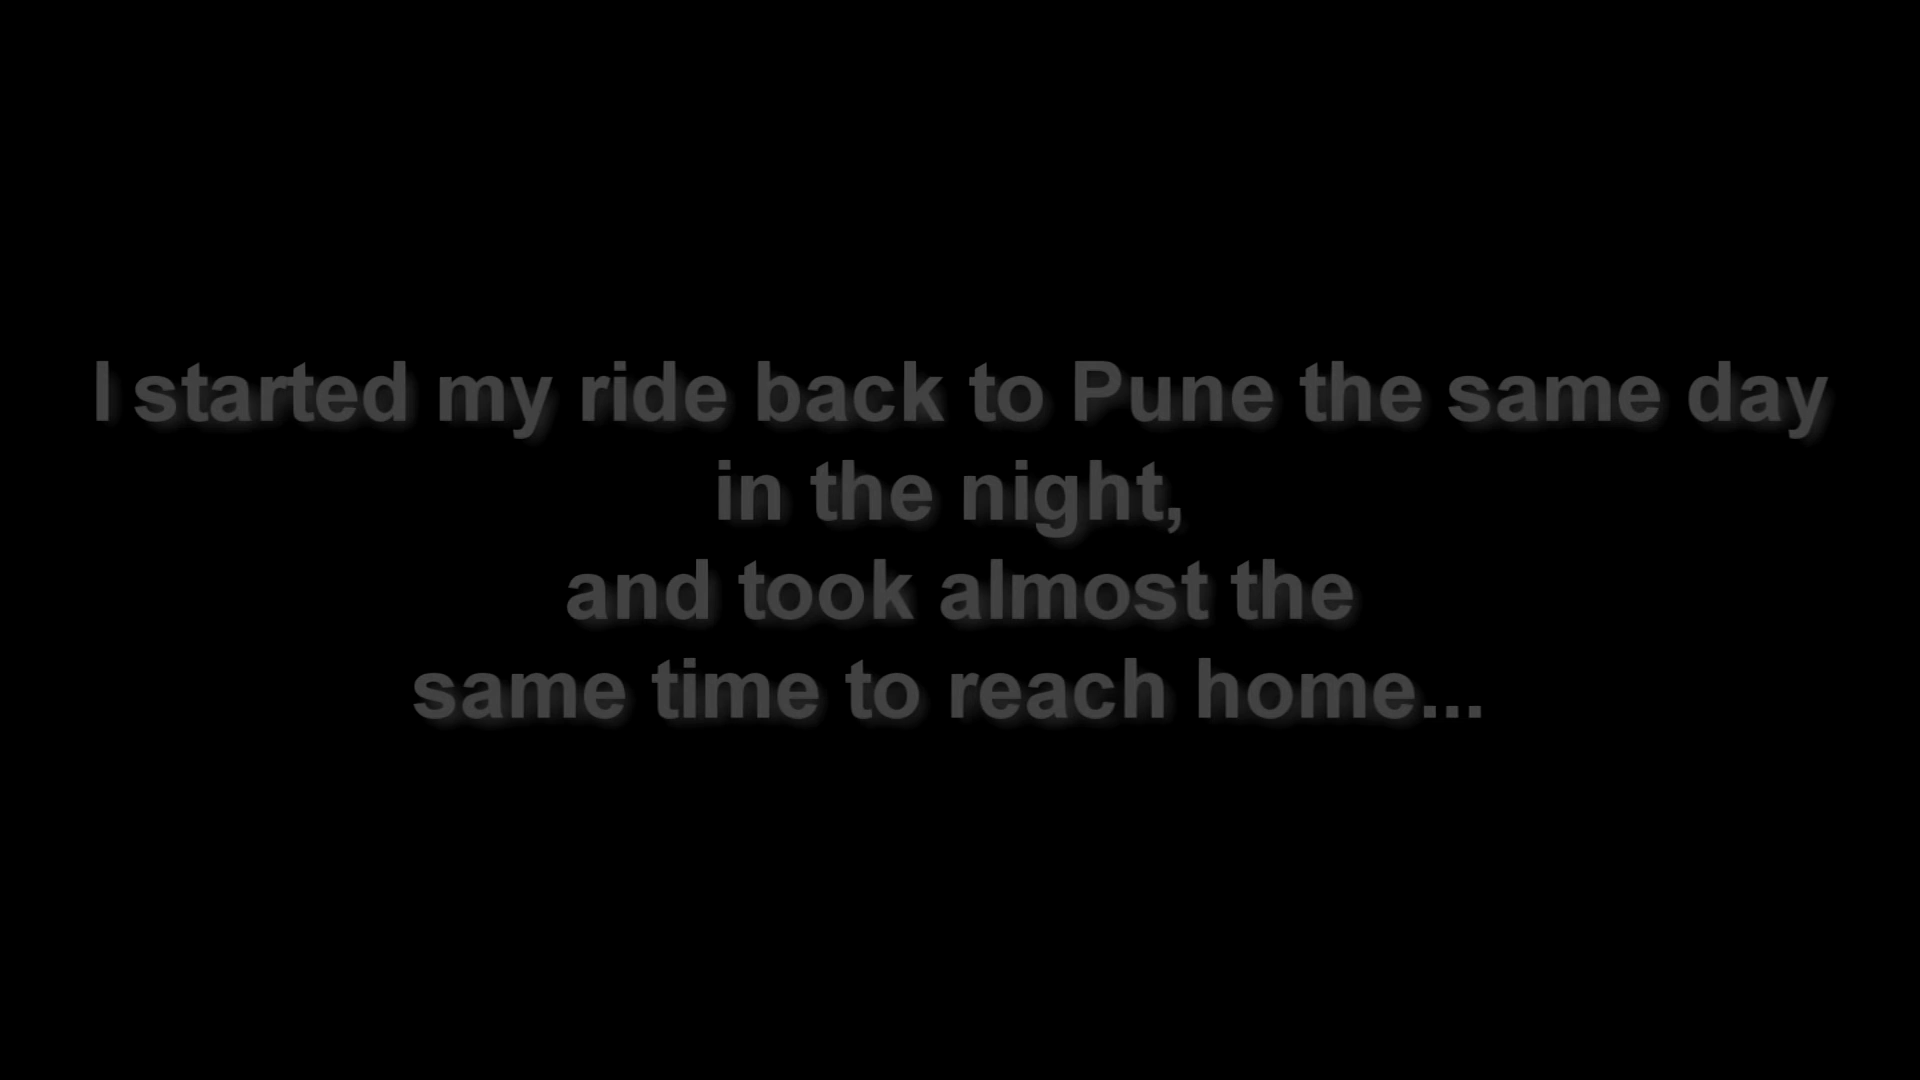 I started my ride back to Pune the same day
in the night,
and took almost the
same time to reach home...